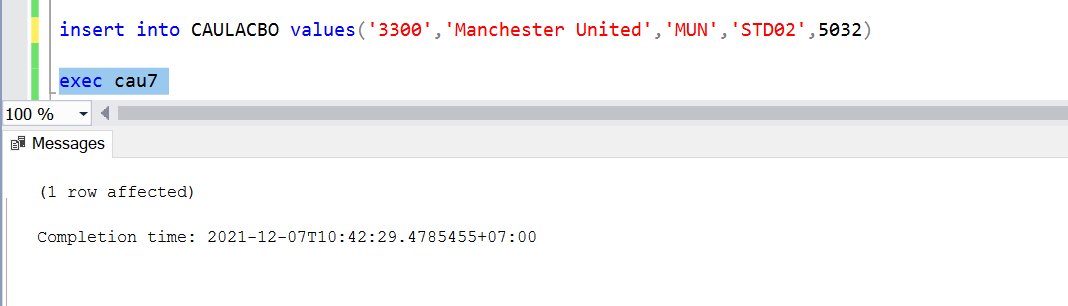 insert into CAULACBO values('3300','Manchester United','MUN','STD02',5032)
exec cau7
100 %
Messages
(1 row affected)
Completion time: 2021-12-07T10:42:29.4785455+07:00